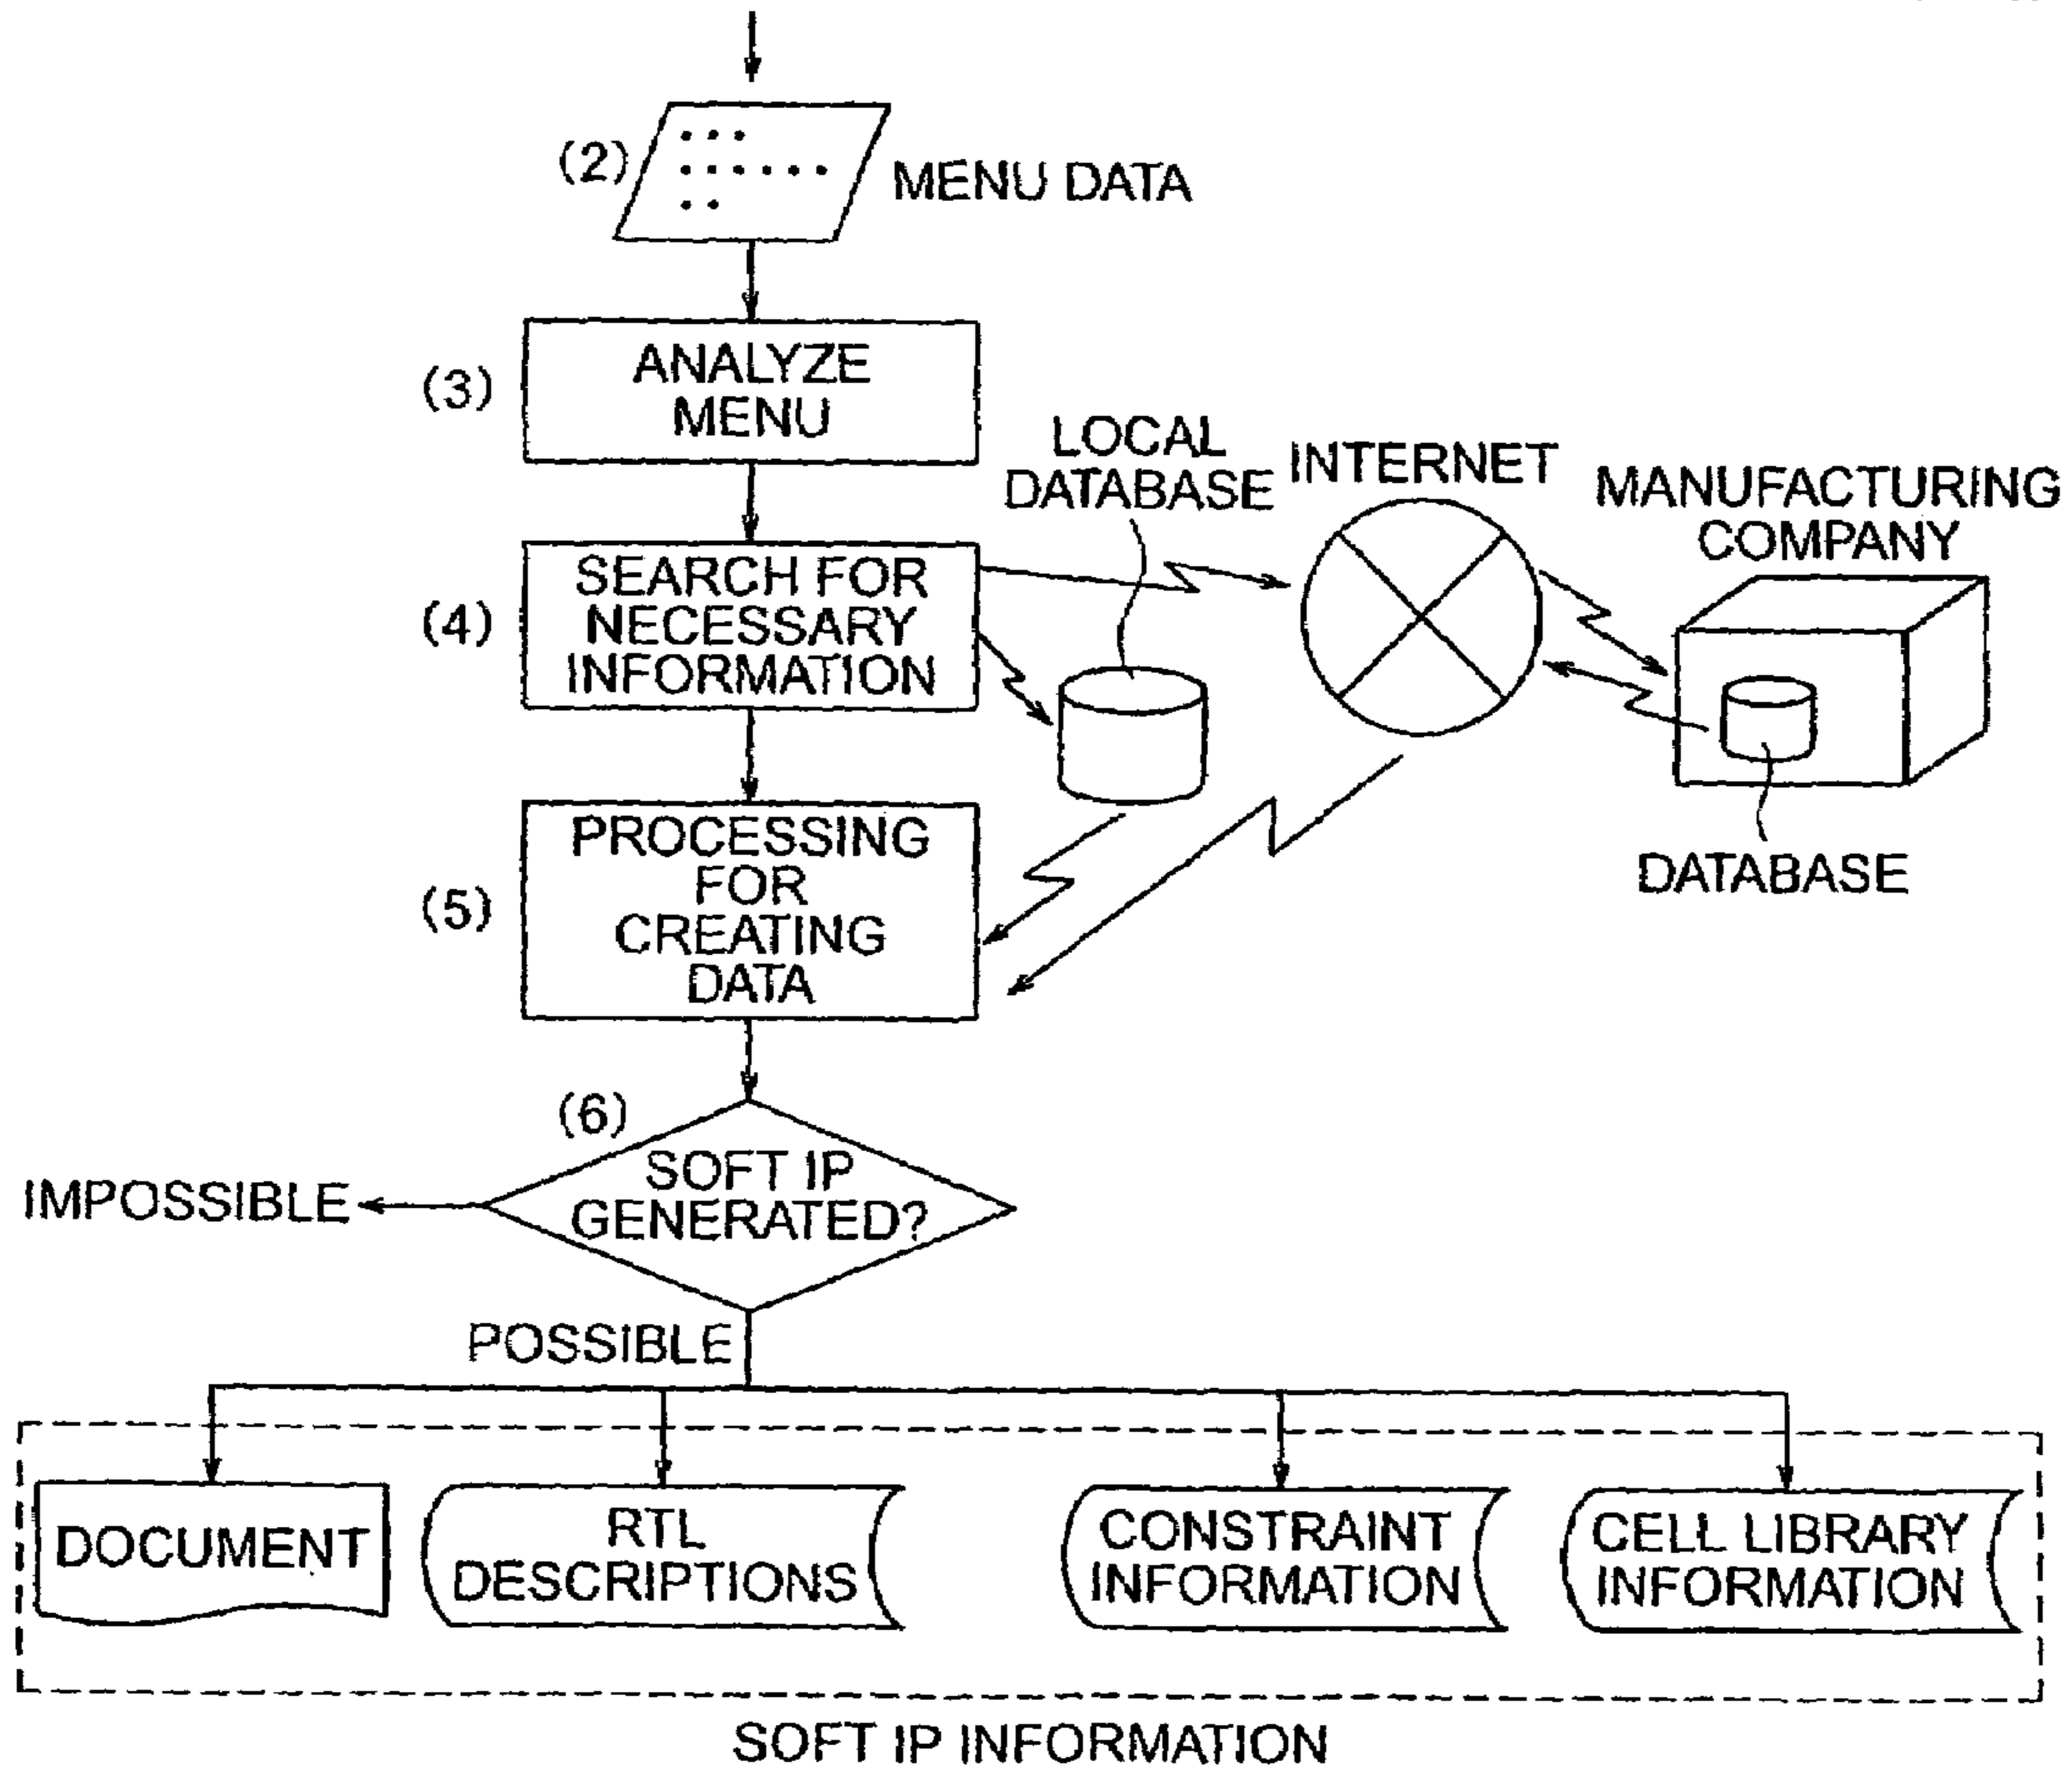 (2)
MENU DATA
(3)
ANALYZE
MENU
LOCAL
DATABASE
INTERNET
MANUFACTURING
COMPANY
(4)
SEARCH FOR
NECESSARY
INFORMATION
(5)
PROCESSING
FOR
CREATING
DATA
DATABASE
(6)
SOFT IP
GENERATED?
IMPOSSIBLE
POSSIBLE
DOCUMENT
RTL
DESCRIPTIONS
CONSTRAINT
INFORMATION
CELL LIBRARY
INFORMATION
SOFT IP INFORMATION